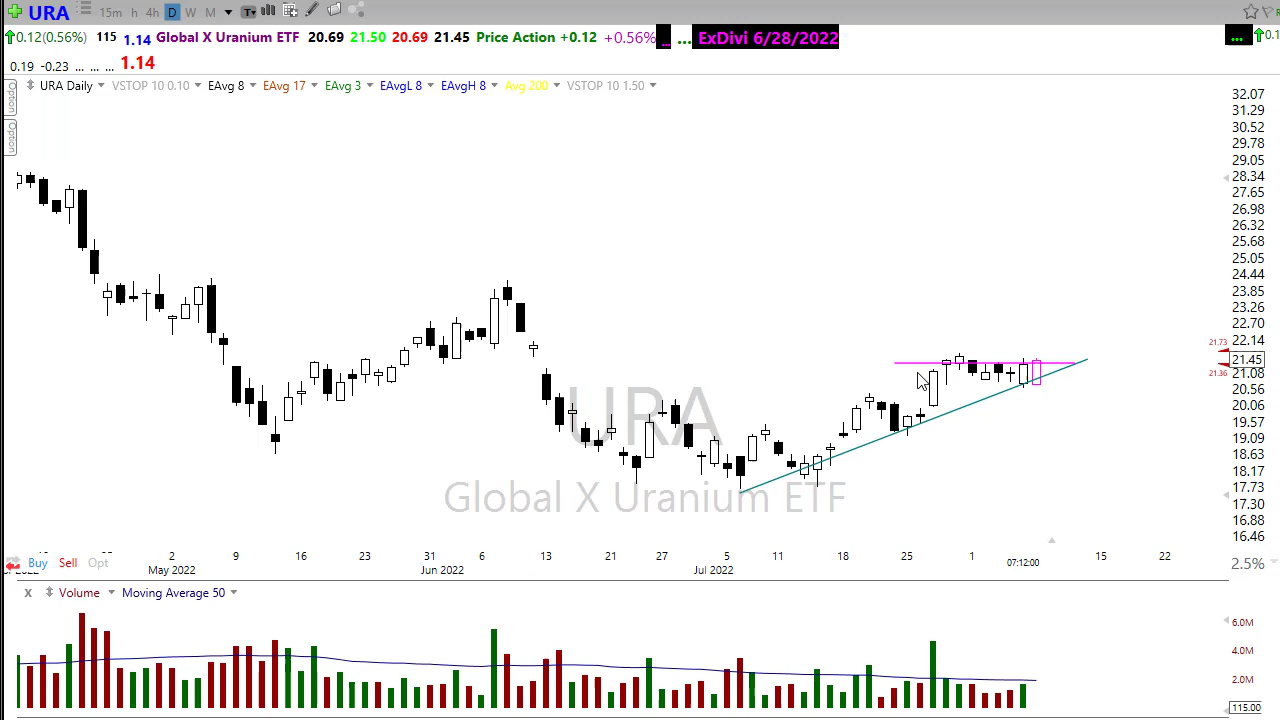 URA 15m h 4h D W M T
0.12(0.56%) 115 1.14 Global X Uranium ETF 20.69 21.50 20.69 21.45 Price Action +0.12 +0.56% ... ... ExDivi 6/28/2022 ... 0.1
0.19 -0.23 ... ... ... 1.14
URA Daily VSTOP 10 0.10 EAvg 8 EAvg 17 EAvg 3 EAvgL 8 EAvgH 8 Avg 200 VSTOP 10 1.50
Option
Option
32.07
31.29
30.52
29.78
29.05
28.34
27.65
26.98
26.32
25.68
25.05
24.44
23.85
23.26
22.70
22.14
21.73
21.45
21.36
21.08
20.56
20.06
19.57
19.09
18.63
18.17
17.73
17.30
16.88
16.46
URA
Global X Uranium ETF
2 9 16 23 31 6 13 21 27 5 11 18 25 1 15 22
Buy Sell Opt 07:12:00 2.5%
May 2022 Jun 2022 Jul 2022
X Volume Moving Average 50
6.0M
4.0M
2.0M
115.00